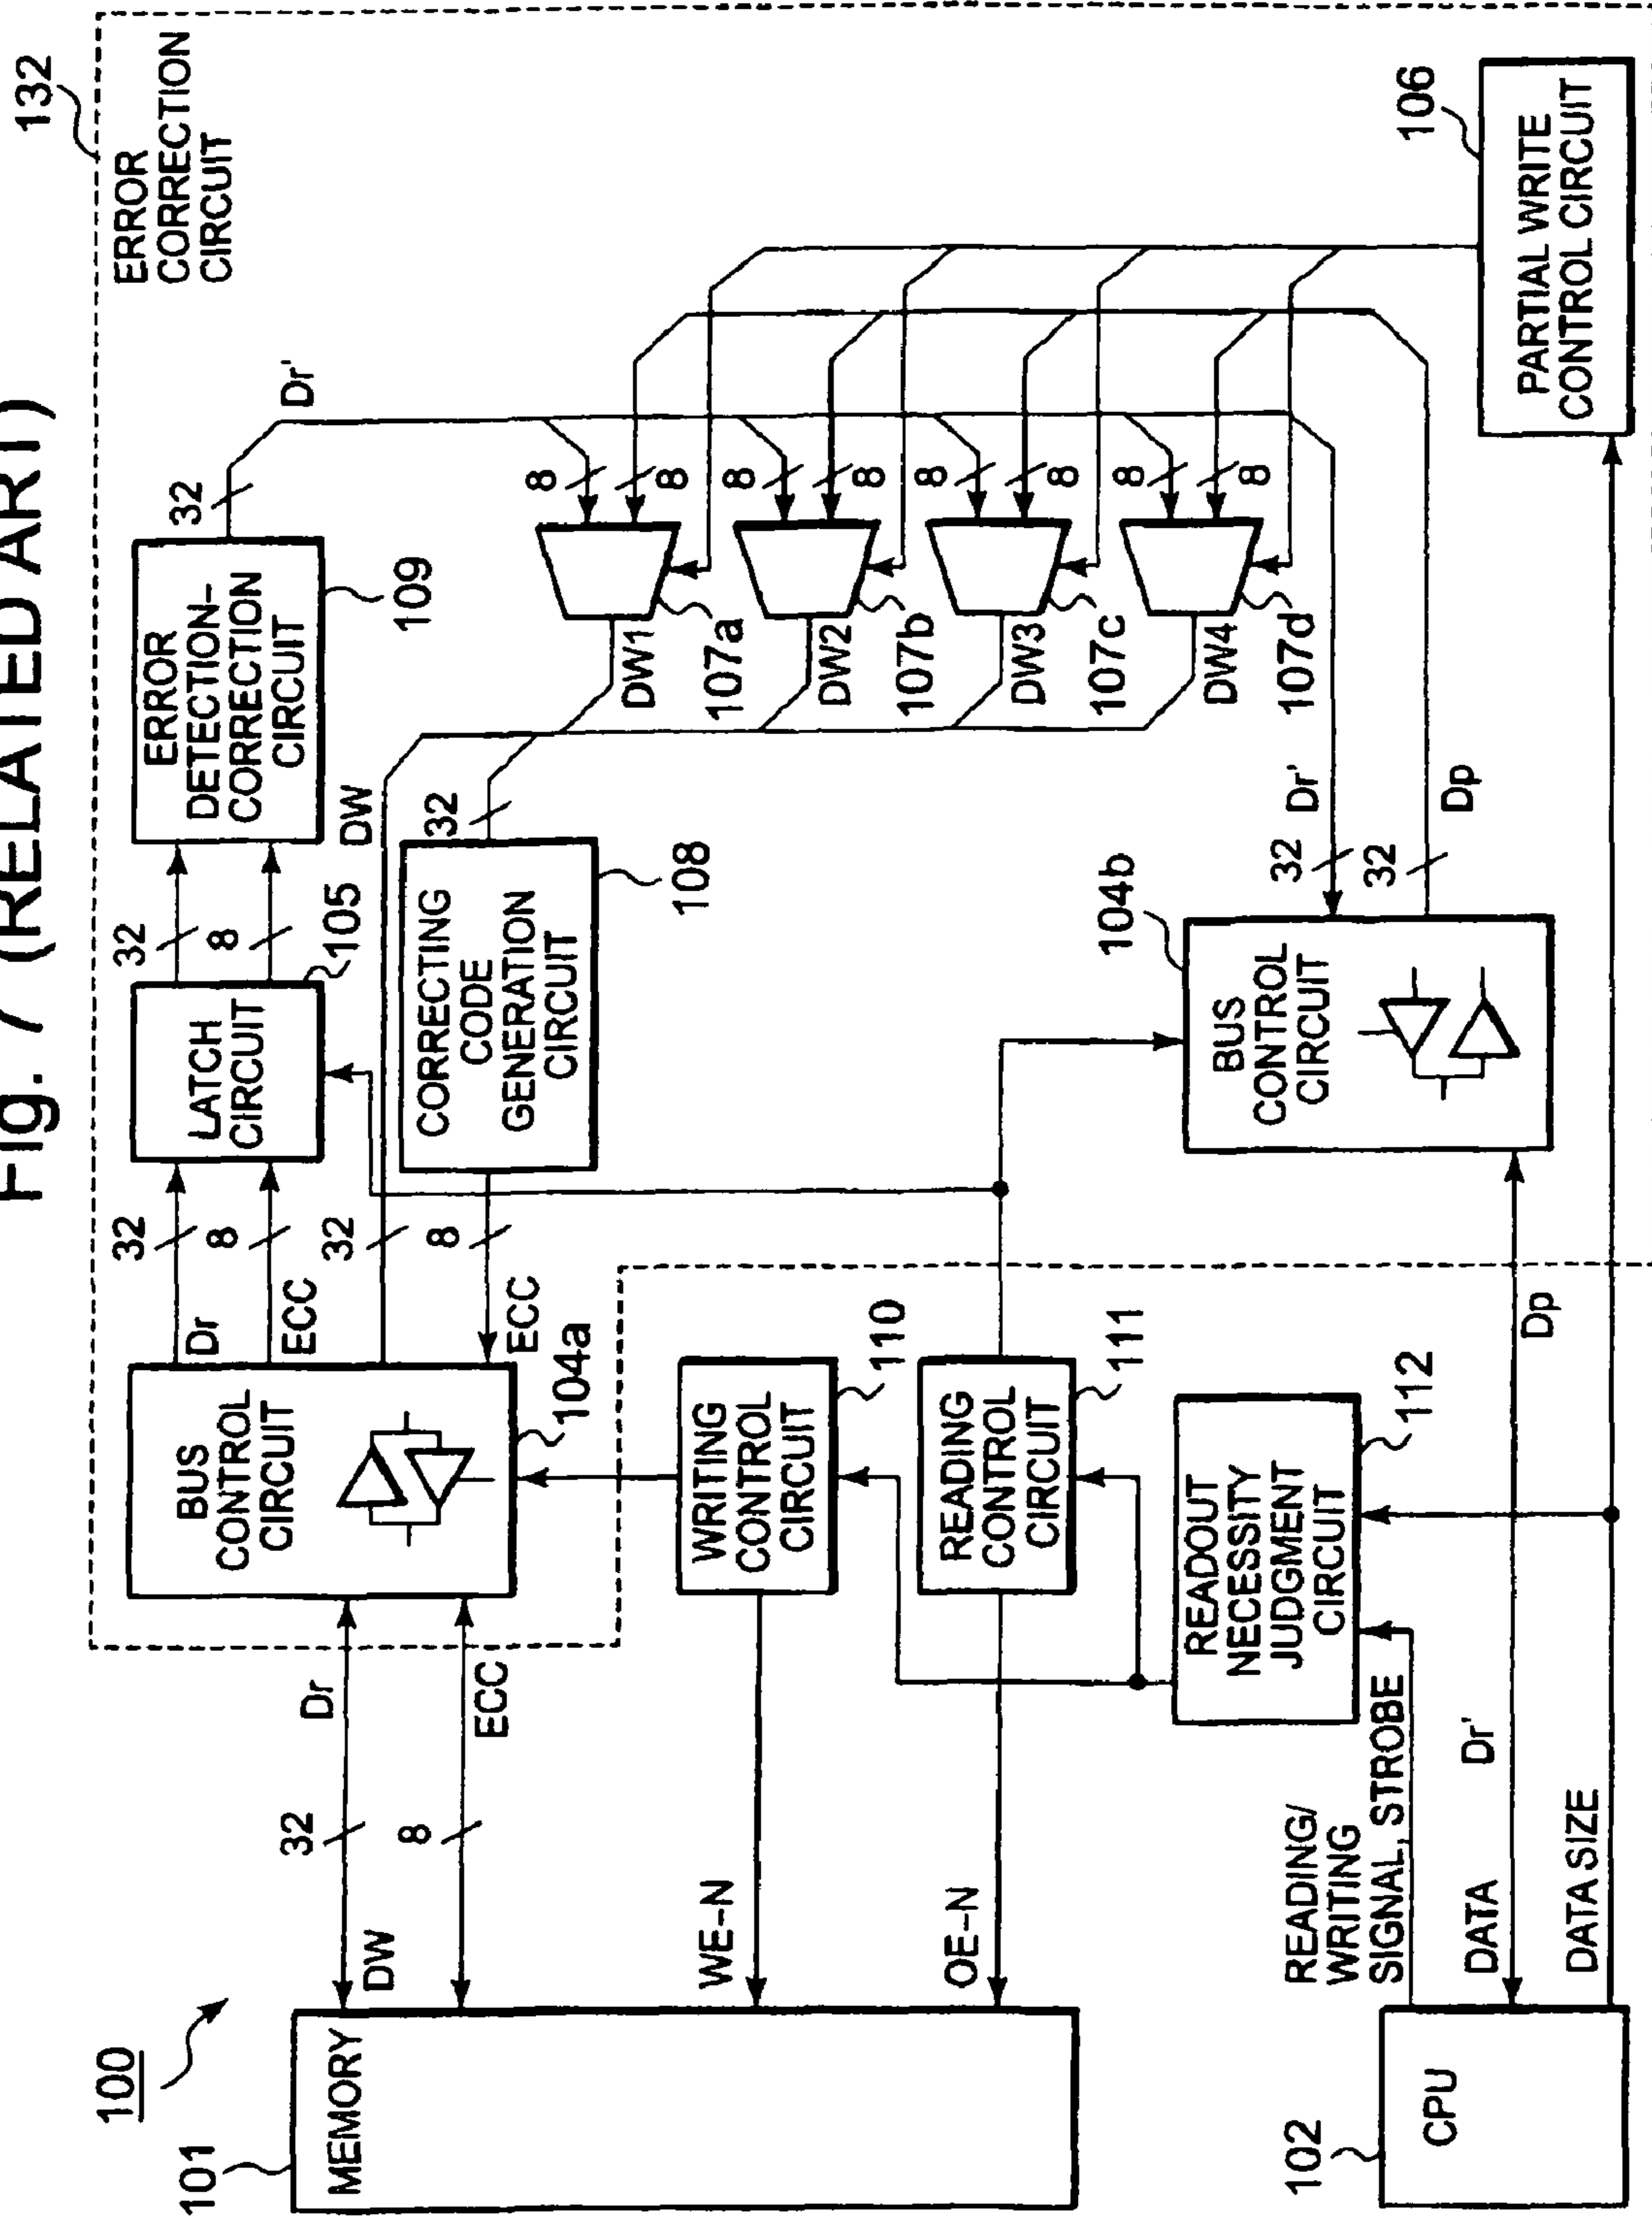 Fig. 7 (RELATED ART)
132
ERROR
CORRECTION
CIRCUIT
100
101
MEMORY
Dr
32
DW
8
ECC
BUS
CONTROL
CIRCUIT
104a
Dr
32
ECC
8
32
8
ECC
LATCH
CIRCUIT
105
32
8
ERROR
DETECTION-
CORRECTION
CIRCUIT
109
32
Dr'
DW
CORRECTING
CODE
GENERATION
CIRCUIT
108
32
8
8
DW1
107a
8
8
DW2
107b
8
8
DW3
107c
8
8
DW4
107d
WE-N
WRITING
CONTROL
CIRCUIT
110
OE-N
READING
CONTROL
CIRCUIT
111
READOUT
NECESSITY
JUDGMENT
CIRCUIT
112
READING/
WRITING
SIGNAL, STROBE
104b
BUS
CONTROL
CIRCUIT
32
Dr'
32
Dp
102
CPU
DATA
Dr'
Dp
DATA SIZE
106
PARTIAL WRITE
CONTROL CIRCUIT